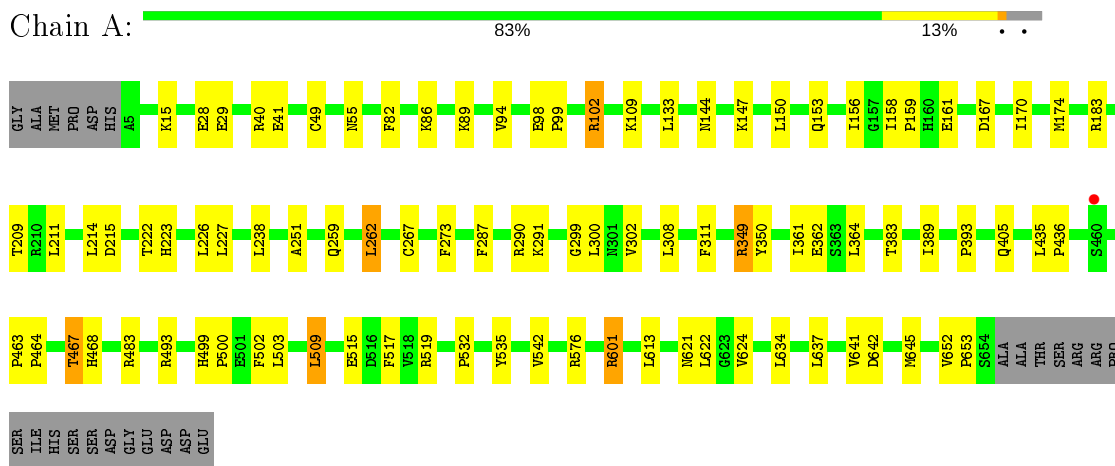 Chain A:
83% 13% • •
GLY ALA MET PRO ASP HIS A5 K15 E28 E29 R40 E41 C49 N55 F82 K86 K89 V94 E98 P99 R102 K109 L133 N144 K147 L150 Q153 I156 G157 I158 P159 H160 E161 D167 I170 M174 R183
T209 R210 L211 L214 D215 T222 H223 L226 L227 L238 A251 Q259 L262 C267 F273 F287 R290 K291 G299 L300 N301 V302 L308 F311 R349 Y350 I361 E362 S363 L364 T383 I389 P393 Q405 L435 P436 S460
P463 P464 T467 H468 R483 R493 H499 P500 E501 F502 L503 L509 E515 D516 F517 V518 R519 P532 Y535 V542 R576 R601 L613 N621 L622 G623 V624 L634 L637 V641 D642 M645 V652 P653 S654 ALA ALA THR SER ARG ARG PRO
SER ILE HIS SER SER ASP GLY GLU ASP ASP GLU